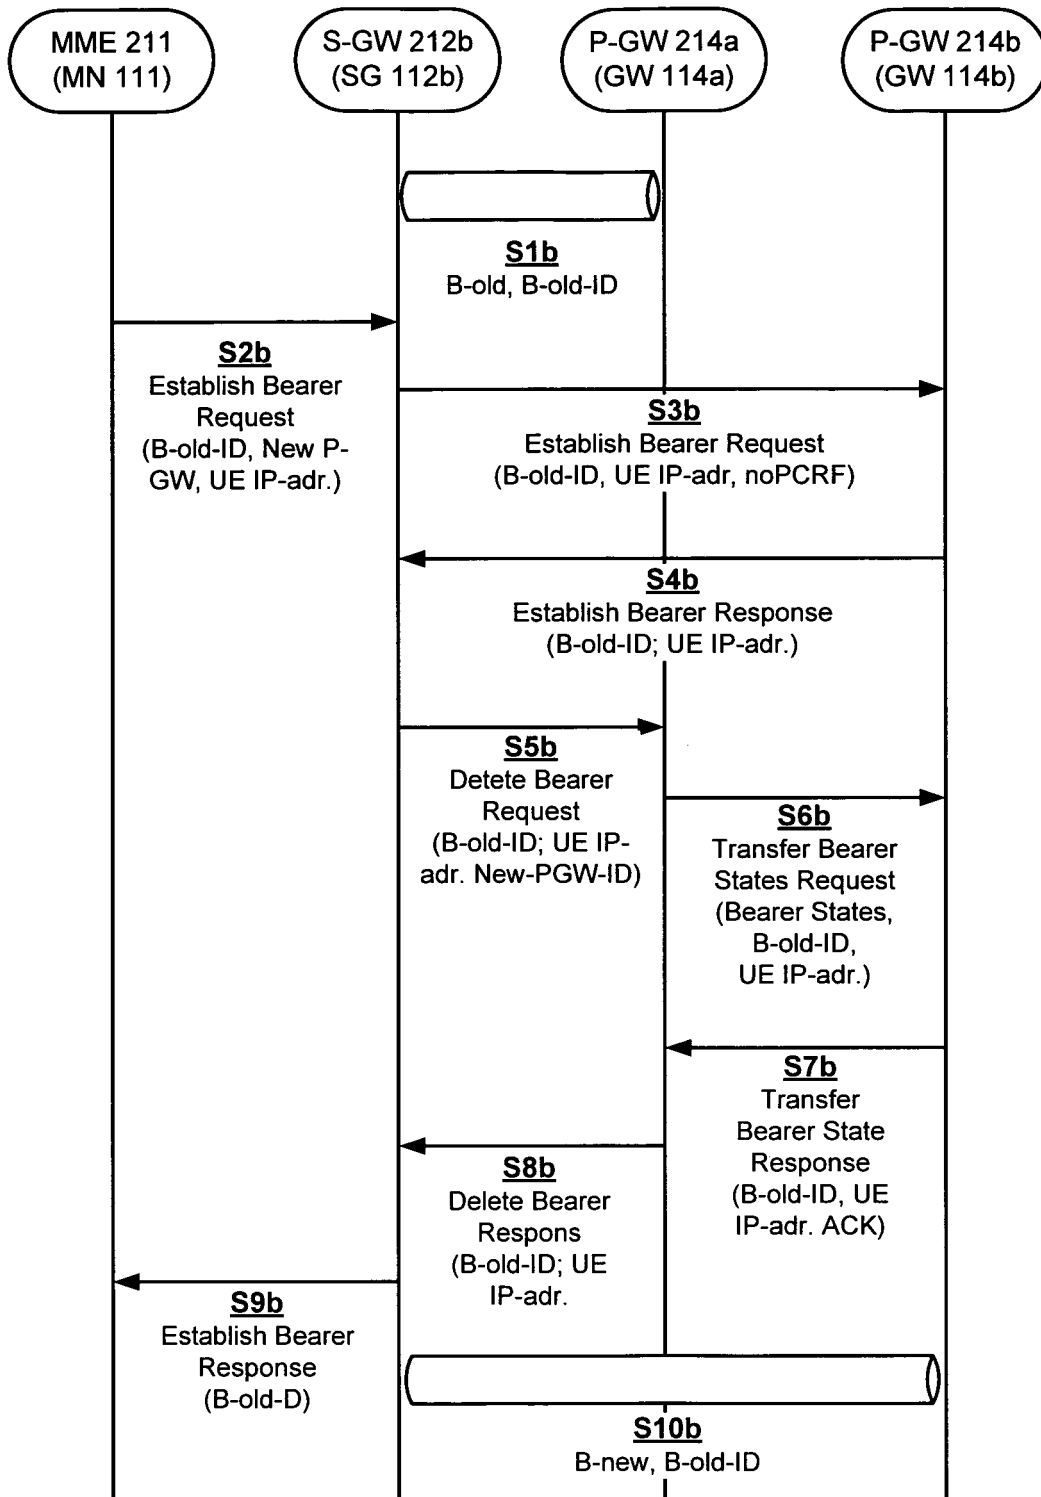 MME 211
(MN 111)
S-GW 212b
(SG 112b)
P-GW 214a
(GW 114a)
P-GW 214b
(GW 114b)
S1b
B-old, B-old-ID
S2b
Establish Bearer
Request
(B-old-ID, New P-
GW, UE IP-adr.)
S3b
Establish Bearer Request
(B-old-ID, UE IP-adr, noPCRF)
S4b
Establish Bearer Response
(B-old-ID; UE IP-adr.)
S5b
Detete Bearer
Request
(B-old-ID; UE IP-
adr. New-PGW-ID)
S6b
Transfer Bearer
States Request
(Bearer States,
B-old-ID,
UE IP-adr.)
S7b
Transfer
Bearer State
Response
(B-old-ID, UE
IP-adr. ACK)
S8b
Delete Bearer
Respons
(B-old-ID; UE
IP-adr.
S9b
Establish Bearer
Response
(B-old-D)
S10b
B-new, B-old-ID